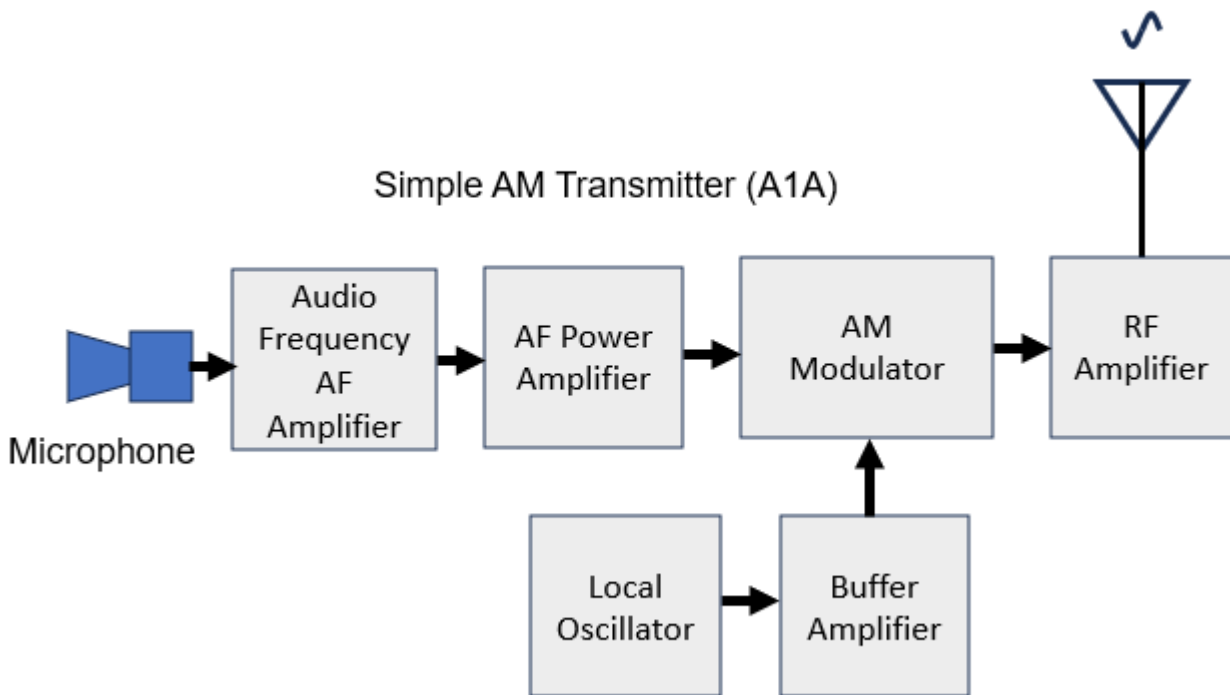 Simple AM Transmitter (A1A)
Microphone
Audio
Frequency
AF
Amplifier
AF Power
Amplifier
AM
Modulator
RF
Amplifier
Local
Oscillator
Buffer
Amplifier